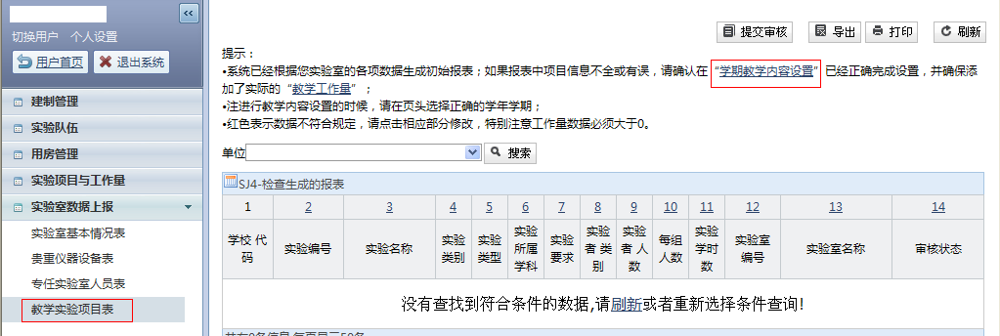 切换用户 个人设置
用户首页 退出系统
建制管理
实验队伍
用房管理
实验项目与工作量
实验室数据上报
实验室基本情况表
贵重仪器设备表
专任实验室人员表
教学实验项目表
提交审核 导出 打印 刷新
提示：
•系统已经根据您实验室的各项数据生成初始报表；如果报表中项目信息不全或有误，请确认在“学期教学内容设置”已经正确完成设置，并确保添
加了实际的“教学工作量”；
•注进行教学内容设置的时候，请在页头选择正确的学年学期；
•红色表示数据不符合规定，请点击相应部分修改，特别注意工作量数据必须大于0。
单位 搜索
SJ4-检查生成的报表
1 2 3 4 5 6 7 8 9 10 11 12 13 14
学校 代码 实验编号 实验名称 实验类别 实验类型 实验所属学科 实验要求 实验者 类别 实验者 人数 每组人数 实验学时数 实验室编号 实验室名称 审核状态
没有查找到符合条件的数据,请刷新或者重新选择条件查询!